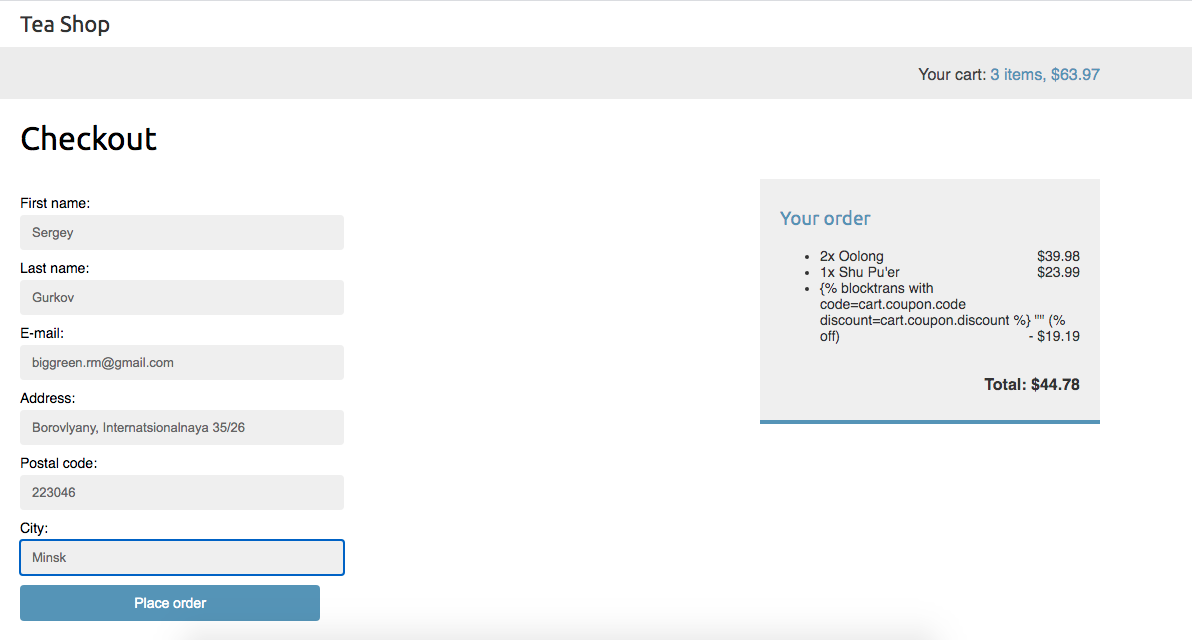 Tea Shop
Your cart: 3 items, $63.97
Checkout
First name:
Sergey
Last name:
Gurkov
E-mail:
biggreen.rm@gmail.com
Address:
Borovlyany, Internatsionalnaya 35/26
Postal code:
223046
City:
Minsk
Place order
Your order
2x Oolong $39.98
1x Shu Pu'er $23.99
{% blocktrans with
code=cart.coupon.code
discount=cart.coupon.discount %} "" (%
off) - $19.19
Total: $44.78